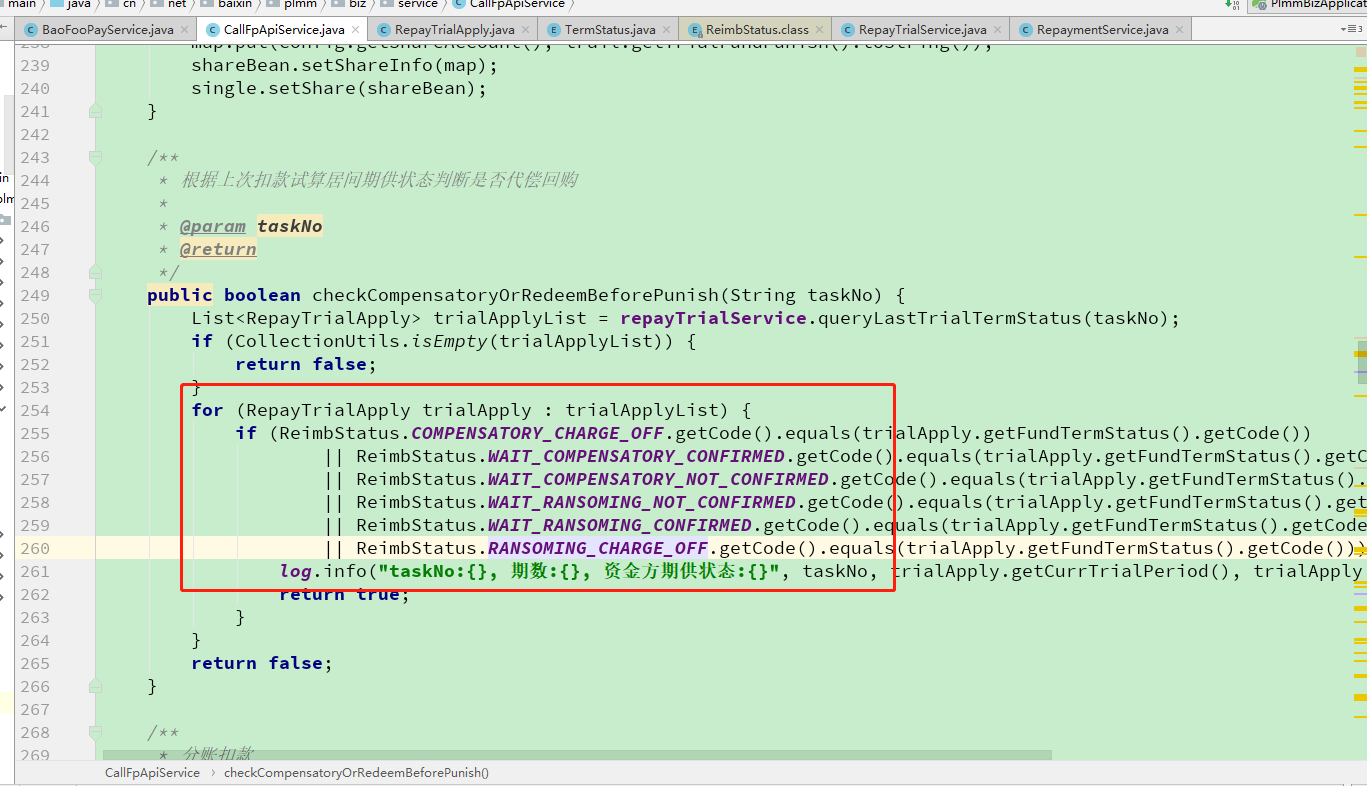 main java cn net baixin plmm biz service CallFpApiService PlmmBizApplicat
BaoFooPayService.java CallFpApiService.java RepayTrialApply.java TermStatus.java ReimbStatus.class RepayTrialService.java RepaymentService.java
239 shareBean.setShareInfo(map);
240 single.setShare(shareBean);
241 }
242
243 /**
244 * 根据上次扣款试算居间期供状态判断是否代偿回购
245 *
246 * @param taskNo
247 * @return
248 */
249 public boolean checkCompensatoryOrRedeemBeforePunish(String taskNo) {
250 List<RepayTrialApply> trialApplyList = repayTrialService.queryLastTrialTermStatus(taskNo);
251 if (CollectionUtils.isEmpty(trialApplyList)) {
252 return false;
253 }
254 for (RepayTrialApply trialApply : trialApplyList) {
255 if (ReimbStatus.COMPENSATORY_CHARGE_OFF.getCode().equals(trialApply.getFundTermStatus().getCode())
256 || ReimbStatus.WAIT_COMPENSATORY_CONFIRMED.getCode().equals(trialApply.getFundTermStatus().getC
257 || ReimbStatus.WAIT_COMPENSATORY_NOT_CONFIRMED.getCode().equals(trialApply.getFundTermStatus().
258 || ReimbStatus.WAIT_RANSOMING_NOT_CONFIRMED.getCode().equals(trialApply.getFundTermStatus().get
259 || ReimbStatus.WAIT_RANSOMING_CONFIRMED.getCode().equals(trialApply.getFundTermStatus().getCode
260 || ReimbStatus.RANSOMING_CHARGE_OFF.getCode().equals(trialApply.getFundTermStatus().getCode()))
261 log.info("taskNo:{}, 期数:{}, 资金方期供状态:{}", taskNo, trialApply.getCurrTrialPeriod(), trialApply
262 return true;
263 }
264 }
265 return false;
266 }
267
268 /**
269 * 分账扣款
CallFpApiService checkCompensatoryOrRedeemBeforePunish()